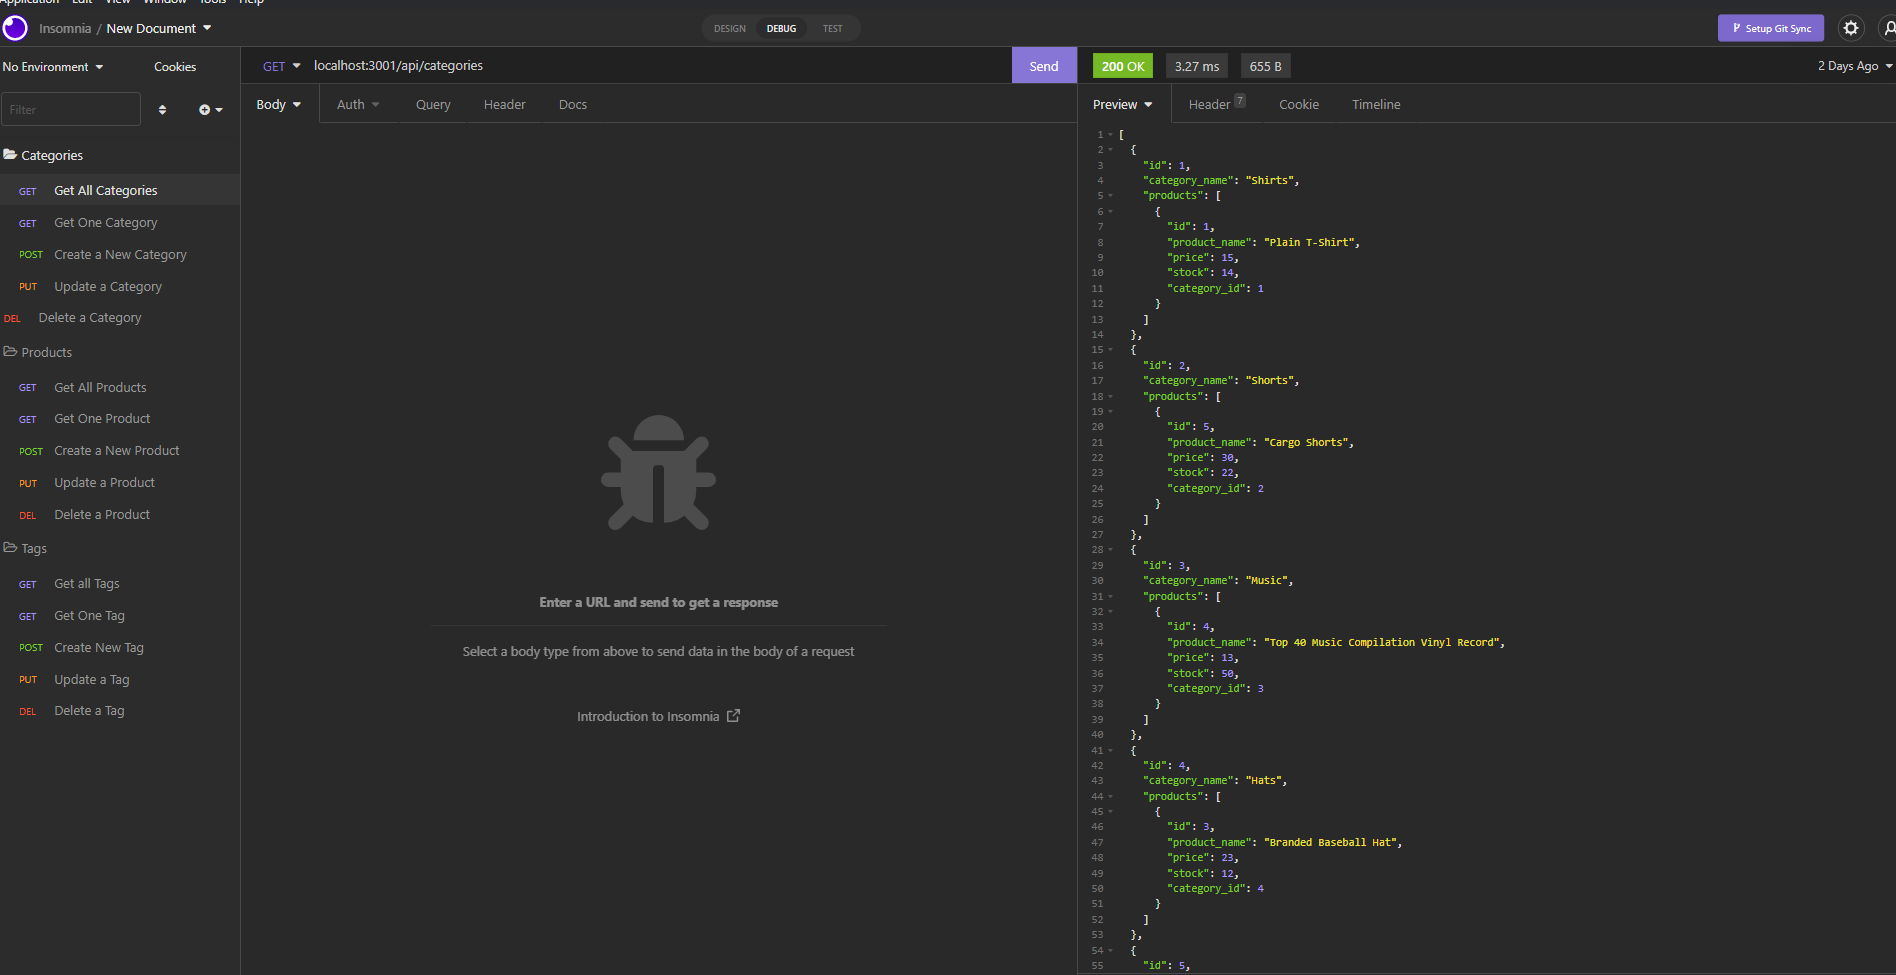 Application Edit View Window Tools Help
Insomnia / New Document
DESIGN DEBUG TEST
Setup Git Sync
No Environment Cookies
Filter
Categories
GET Get All Categories
GET Get One Category
POST Create a New Category
PUT Update a Category
DEL Delete a Category
Products
GET Get All Products
GET Get One Product
POST Create a New Product
PUT Update a Product
DEL Delete a Product
Tags
GET Get all Tags
GET Get One Tag
POST Create New Tag
PUT Update a Tag
DEL Delete a Tag
GET localhost:3001/api/categories Send
Body Auth Query Header Docs
Enter a URL and send to get a response
Select a body type from above to send data in the body of a request
Introduction to Insomnia
200 OK 3.27 ms 655 B 2 Days Ago
Preview Header 7 Cookie Timeline
1 [
2 {
3 "id": 1,
4 "category_name": "Shirts",
5 "products": [
6 {
7 "id": 1,
8 "product_name": "Plain T-Shirt",
9 "price": 15,
10 "stock": 14,
11 "category_id": 1
12 }
13 ]
14 },
15 {
16 "id": 2,
17 "category_name": "Shorts",
18 "products": [
19 {
20 "id": 5,
21 "product_name": "Cargo Shorts",
22 "price": 30,
23 "stock": 22,
24 "category_id": 2
25 }
26 ]
27 },
28 {
29 "id": 3,
30 "category_name": "Music",
31 "products": [
32 {
33 "id": 4,
34 "product_name": "Top 40 Music Compilation Vinyl Record",
35 "price": 13,
36 "stock": 50,
37 "category_id": 3
38 }
39 ]
40 },
41 {
42 "id": 4,
43 "category_name": "Hats",
44 "products": [
45 {
46 "id": 3,
47 "product_name": "Branded Baseball Hat",
48 "price": 23,
49 "stock": 12,
50 "category_id": 4
51 }
52 ]
53 },
54 {
55 "id": 5,